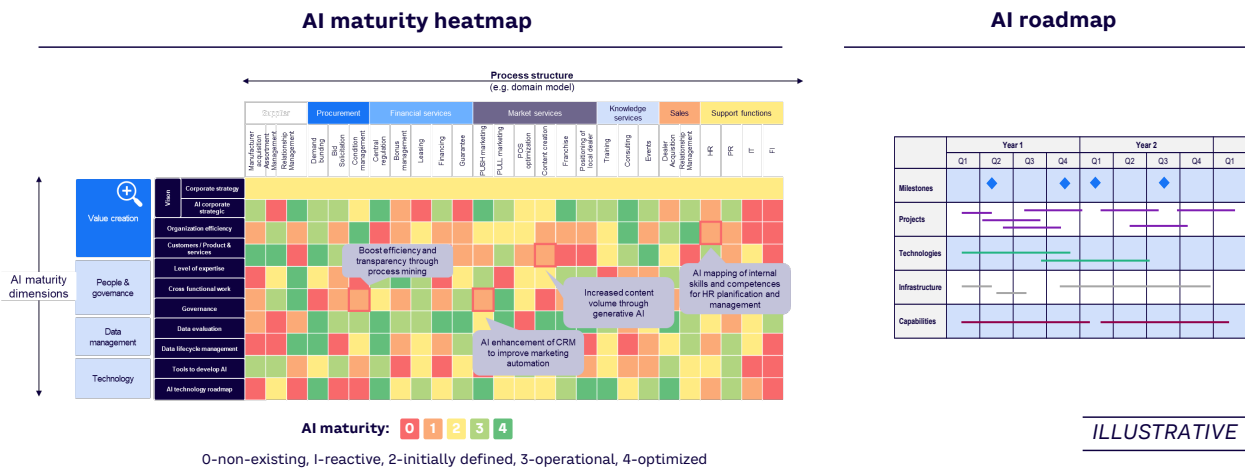 AI maturity heatmap
AI roadmap
Process structure
(e.g. domain model)
Supplier
Procurement
Financial services
Market services
Knowledge
services
Sales
Support functions
Manufacturer
acquisition
Assortment
Management
Relationship
Management
Demand
bunding
Bid
Solicitation
Condition
management
Central
regulation
Bonus
management
Leasing
Financing
Guarantee
PUSH marketing
PULL marketing
POS
optimization
Content creation
Franchise
Positioning of
local dealer
Training
Consulting
Events
Dealer
Acquisition
Relationship
Management
HR
PR
IT
FI
AI maturity
dimensions
Value creation
People &
governance
Data
management
Technology
Vision
Corporate strategy
AI corporate
strategic
Organization efficiency
Customers / Product &
services
Level of expertise
Cross functional work
Governance
Data evaluation
Data lifecycle management
Tools to develop AI
AI technology roadmap
Boost efficiency and
transparency through
process mining
AI enhancement of CRM
to improve marketing
automation
Increased content
volume through
generative AI
AI mapping of internal
skills and competences
for HR planification and
management
AI maturity: 0 1 2 3 4
0-non-existing, I-reactive, 2-initially defined, 3-operational, 4-optimized
Year 1
Year 2
Q1 Q2 Q3 Q4 Q1 Q2 Q3 Q4 Q1
Milestones
Projects
Technologies
Infrastructure
Capabilities
ILLUSTRATIVE